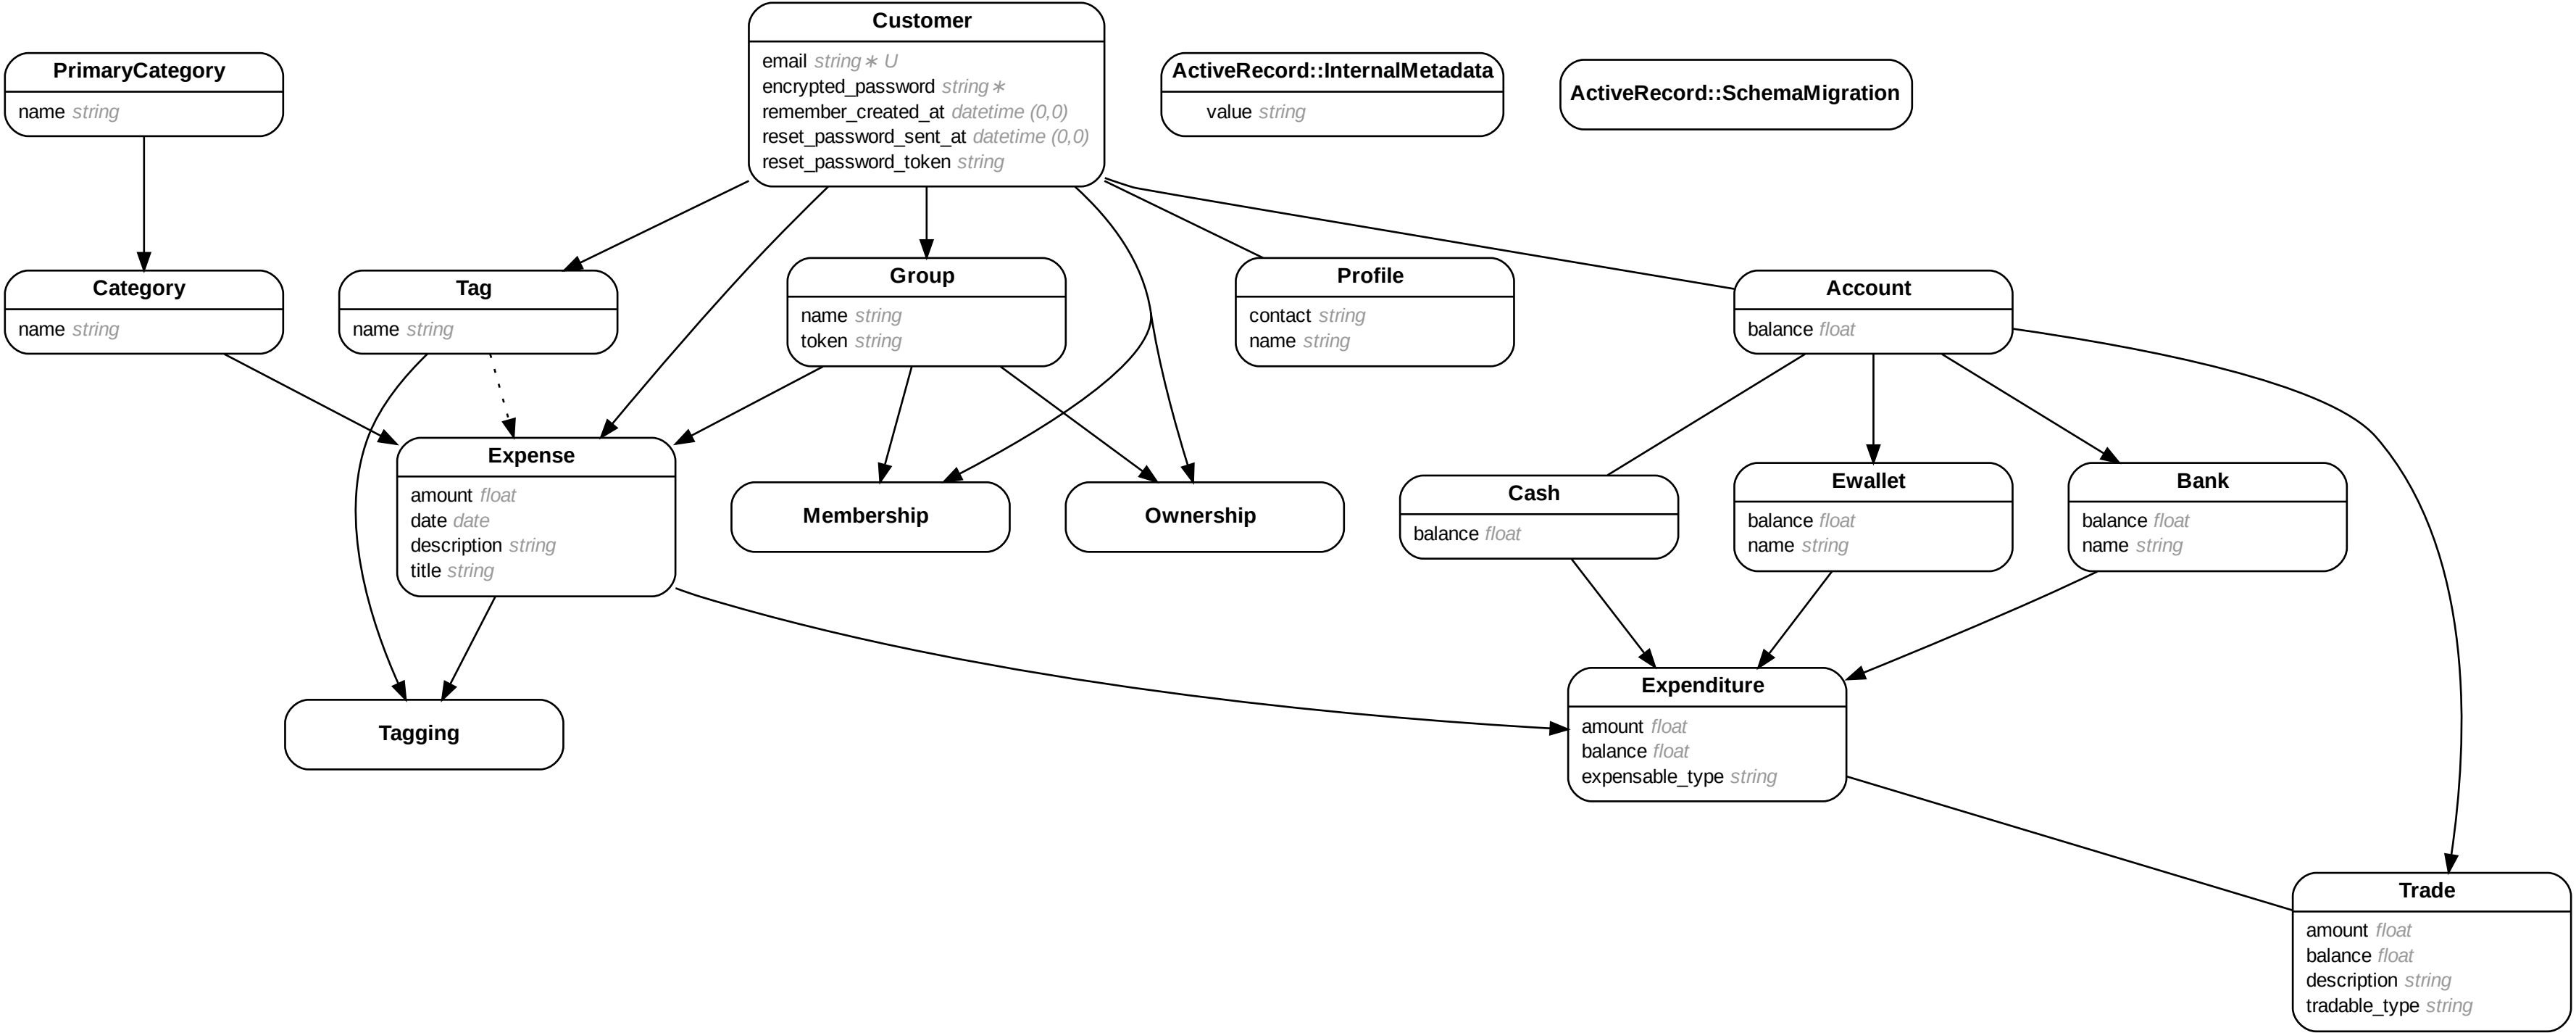 Customer
email string∗ U
encrypted_password string∗
remember_created_at datetime (0,0)
reset_password_sent_at datetime (0,0)
reset_password_token string
PrimaryCategory
name string
ActiveRecord::InternalMetadata
value string
ActiveRecord::SchemaMigration
Category
name string
Tag
name string
Group
name string
token string
Profile
contact string
name string
Account
balance float
Expense
amount float
date date
description string
title string
Membership
Ownership
Cash
balance float
Ewallet
balance float
name string
Bank
balance float
name string
Tagging
Expenditure
amount float
balance float
expensable_type string
Trade
amount float
balance float
description string
tradable_type string